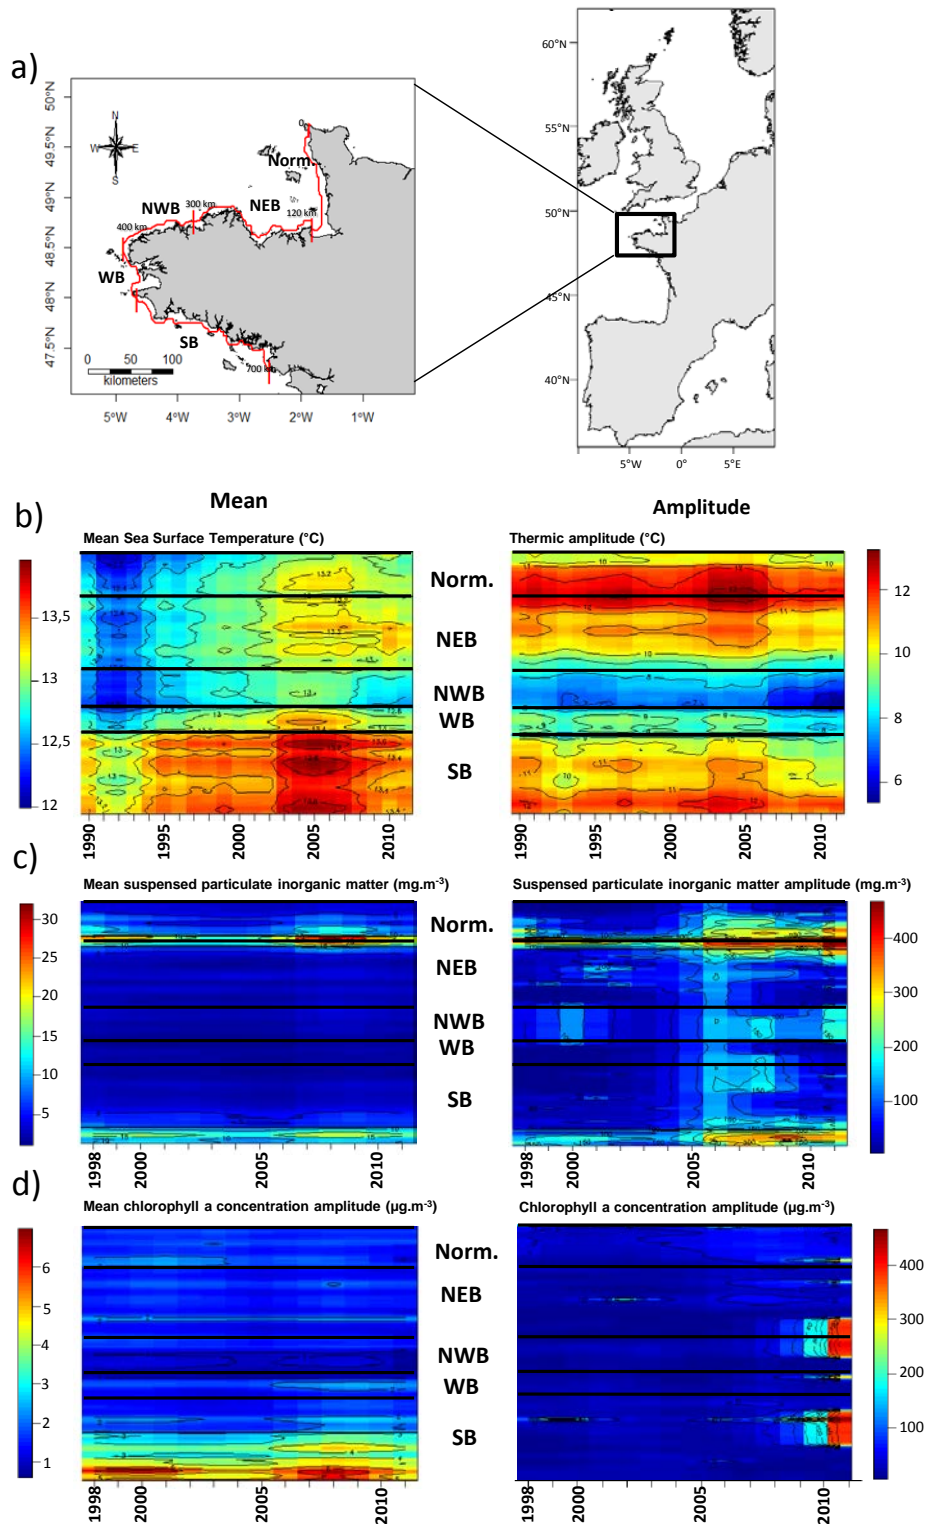 a)
50°N
49.5°N
49°N
48.5°N
48°N
47.5°N
N
W E
S
0
Norm.
NWB
300 km
NEB
120 km
400 km
WB
SB
700 km
0 50 100
kilometers
5°W 4°W 3°W 2°W 1°W
60°N
55°N
50°N
45°N
40°N
5°W 0° 5°E
Mean
Amplitude
b)
Mean Sea Surface Temperature (°C)
Thermic amplitude (°C)
13,5
13
12,5
12
Norm.
NEB
NWB
WB
SB
12
10
8
6
1990 1995 2000 2005 2010
1990 1995 2000 2005 2010
c)
Mean suspensed particulate inorganic matter (mg.m-3)
Suspensed particulate inorganic matter amplitude (mg.m-3)
30
25
20
15
10
5
Norm.
NEB
NWB
WB
SB
400
300
200
100
1998 2000 2005 2010
1998 2000 2005 2010
d)
Mean chlorophyll a concentration amplitude (µg.m-3)
Chlorophyll a concentration amplitude (µg.m-3)
6
5
4
3
2
1
Norm.
NEB
NWB
WB
SB
400
300
200
100
1998 2000 2005 2010
1998 2000 2005 2010